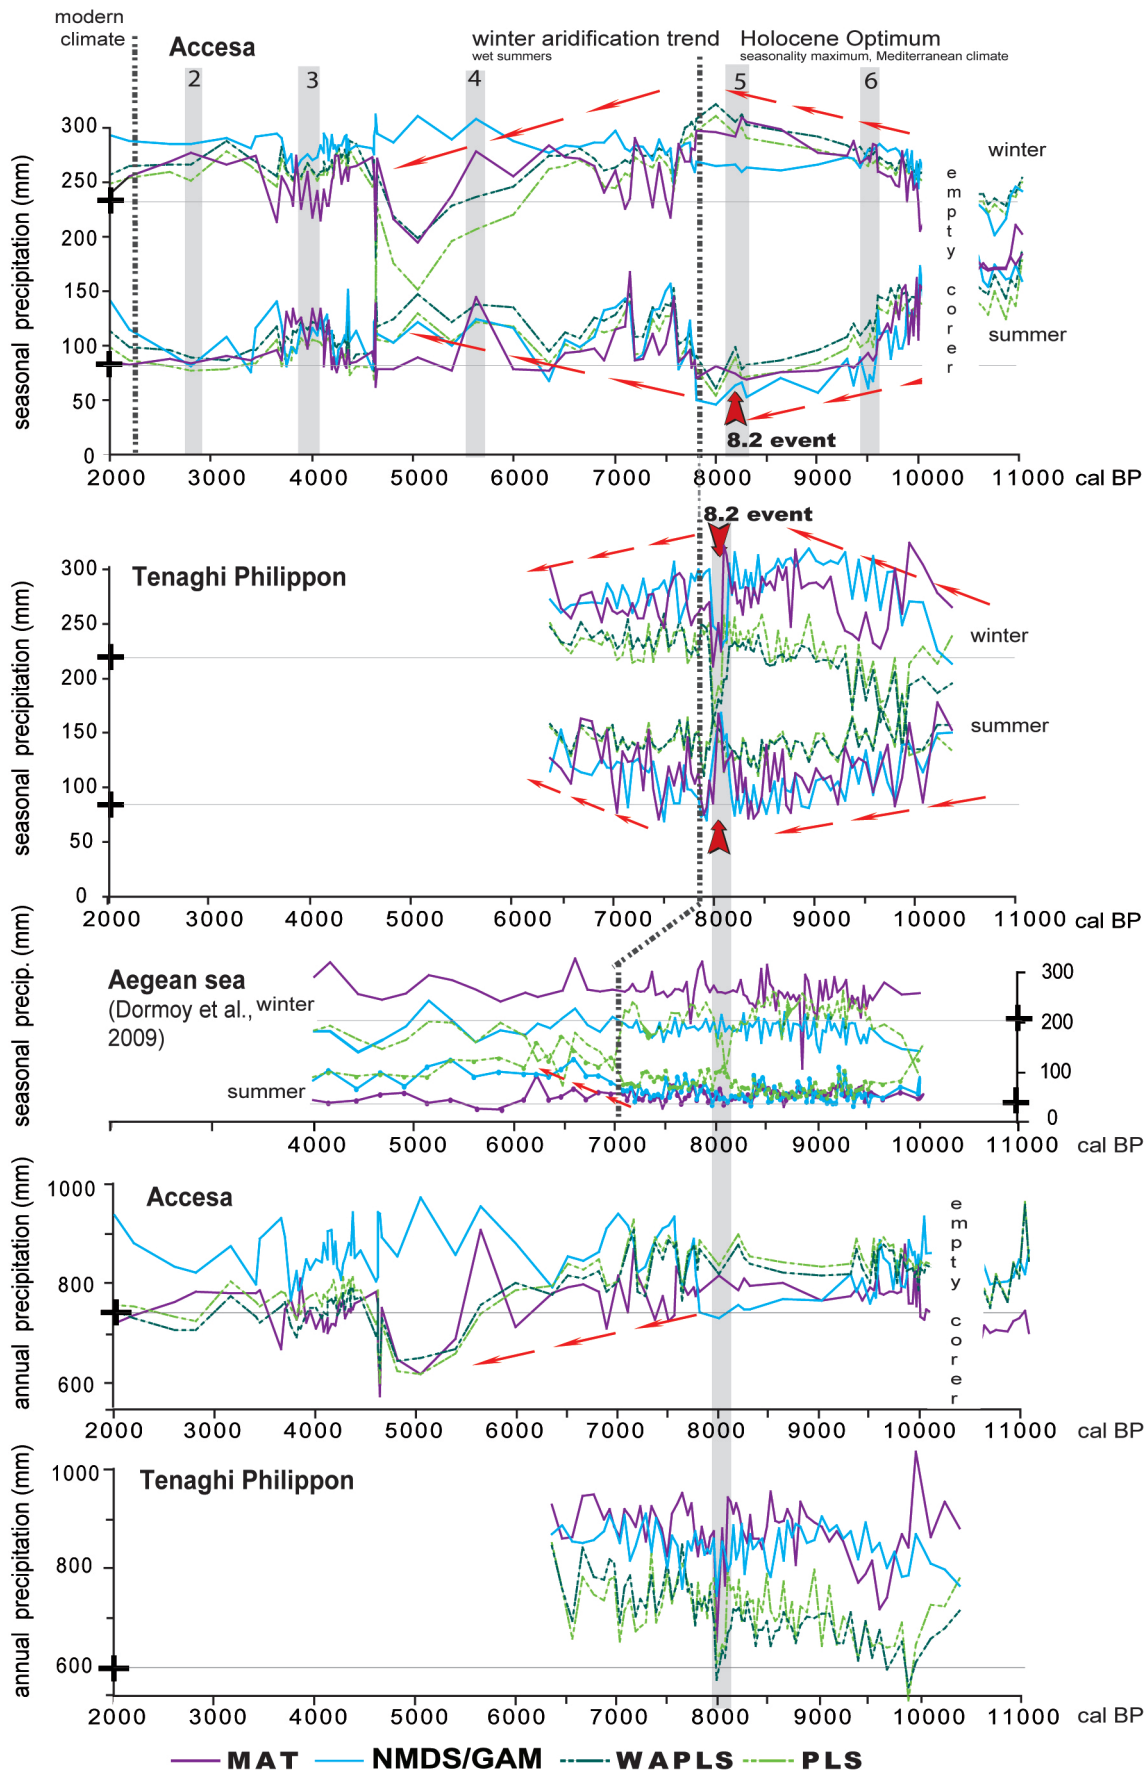 modern
climate
Accesa
winter aridification trend
wet summers
Holocene Optimum
seasonality maximum, Mediterranean climate
2
3
4
5
6
seasonal precipitation (mm)
300
250
200
150
100
50
0
winter
summer
empty corer
8.2 event
2000 3000 4000 5000 6000 7000 8000 9000 10000 11000 cal BP
8.2 event
Tenaghi Philippon
seasonal precipitation (mm)
300
250
200
150
100
50
0
winter
summer
2000 3000 4000 5000 6000 7000 8000 9000 10000 11000 cal BP
seasonal precip. (mm)
Aegean sea
(Dormoy et al.,
2009)
winter
summer
300
200
100
0
4000 5000 6000 7000 8000 9000 10000 11000 cal BP
annual precipitation (mm)
1000
800
600
Accesa
empty corer
2000 3000 4000 5000 6000 7000 8000 9000 10000 11000 cal BP
annual precipitation (mm)
1000
800
600
Tenaghi Philippon
2000 3000 4000 5000 6000 7000 8000 9000 10000 11000 cal BP
MAT NMDS/GAM WAPLS PLS